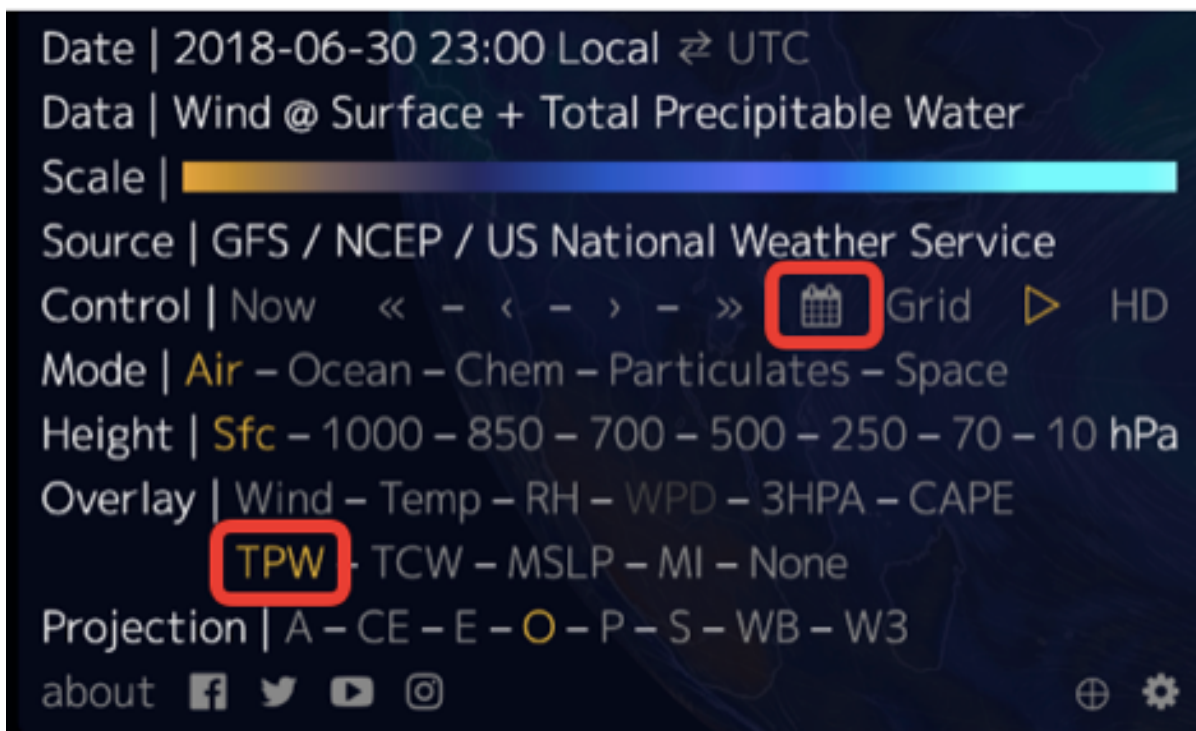 Date | 2018-06-30 23:00 Local ⇄ UTC
Data | Wind @ Surface + Total Precipitable Water
Scale |
Source | GFS / NCEP / US National Weather Service
Control | Now « – ‹ – › – » Grid HD
Mode | Air – Ocean – Chem – Particulates – Space
Height | Sfc – 1000 – 850 – 700 – 500 – 250 – 70 – 10 hPa
Overlay | Wind – Temp – RH – WPD – 3HPA – CAPE
TPW – TCW – MSLP – MI – None
Projection | A – CE – E – O – P – S – WB – W3
about